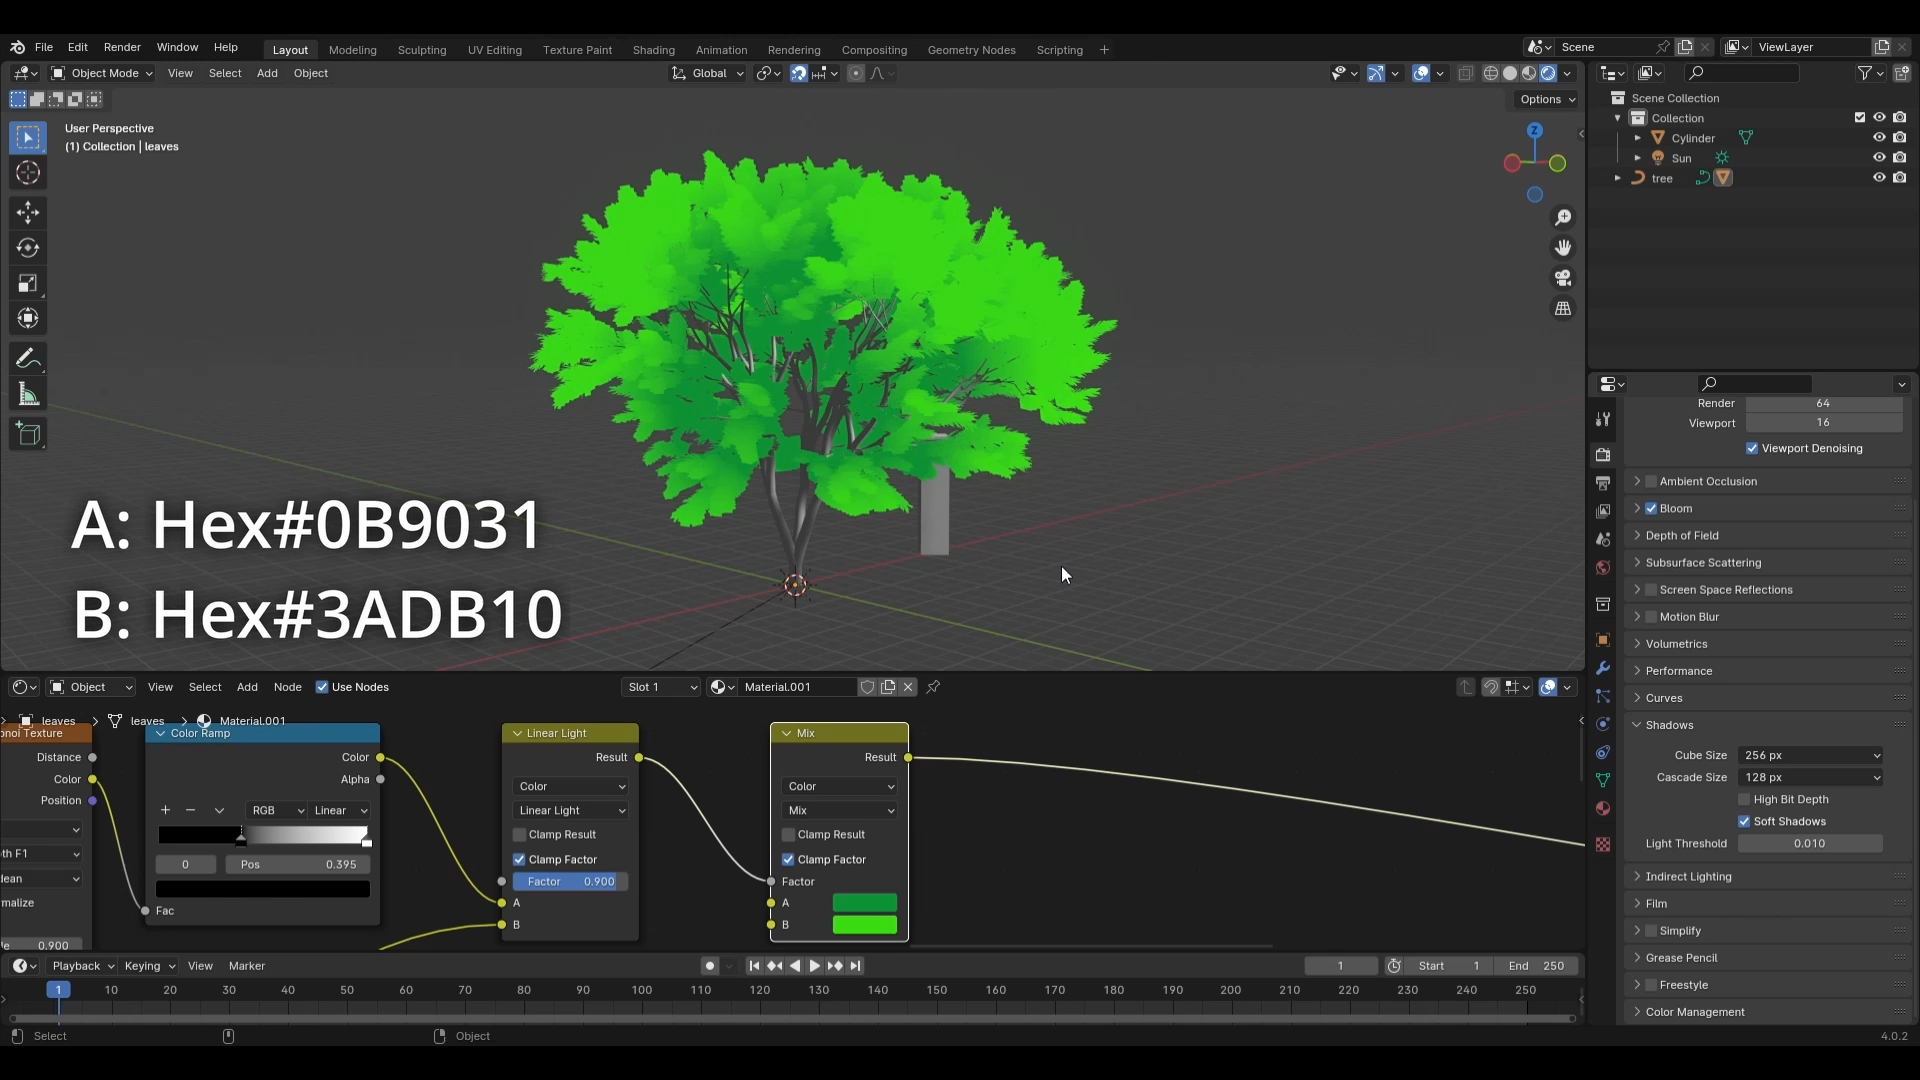 File Edit Render Window Help Layout Modeling Sculpting UV Editing Texture Paint Shading Animation Rendering Compositing Geometry Nodes Scripting + Scene ViewLayer
Object Mode View Select Add Object Global
Options
User Perspective
(1) Collection | leaves
Z
A: Hex#0B9031
B: Hex#3ADB10
Scene Collection
Collection
Cylinder
Sun
tree
Render 64
Viewport 16
Viewport Denoising
Ambient Occlusion
Bloom
Depth of Field
Subsurface Scattering
Screen Space Reflections
Motion Blur
Volumetrics
Performance
Curves
Shadows
Cube Size 256 px
Cascade Size 128 px
High Bit Depth
Soft Shadows
Light Threshold 0.010
Indirect Lighting
Film
Simplify
Grease Pencil
Freestyle
Color Management
Object View Select Add Node Use Nodes Slot 1 Material.001
leaves > leaves > Material.001
onoi Texture
Distance
Color
Position
th F1
lean
rmalize
0.900
Color Ramp
Color
Alpha
+ − RGB Linear
0 Pos 0.395
Fac
Linear Light
Result
Color
Linear Light
Clamp Result
Clamp Factor
Factor 0.900
A
B
Mix
Result
Color
Mix
Clamp Result
Clamp Factor
Factor
A
B
Playback Keying View Marker 1 Start 1 End 250
1 10 20 30 40 50 60 70 80 90 100 110 120 130 140 150 160 170 180 190 200 210 220 230 240 250
Select Object 4.0.2